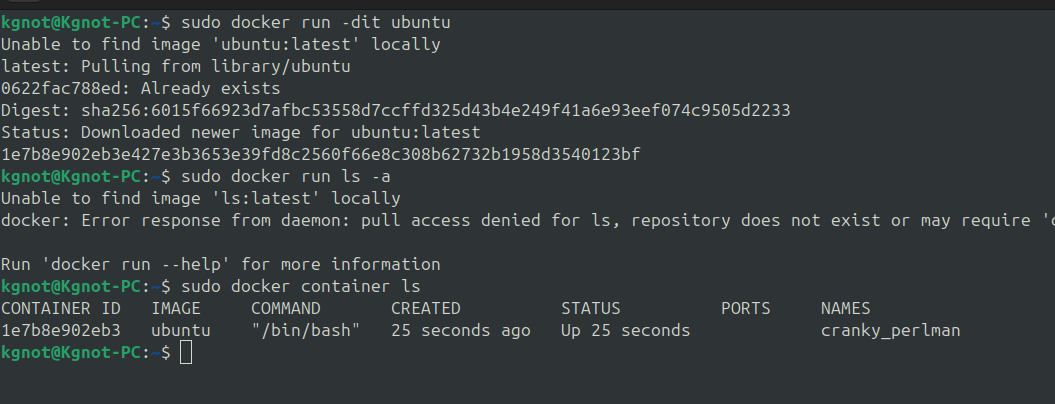 kgnot@Kgnot-PC:~$ sudo docker run -dit ubuntu
Unable to find image 'ubuntu:latest' locally
latest: Pulling from library/ubuntu
0622fac788ed: Already exists
Digest: sha256:6015f66923d7afbc53558d7ccffd325d43b4e249f41a6e93eef074c9505d2233
Status: Downloaded newer image for ubuntu:latest
1e7b8e902eb3e427e3b3653e39fd8c2560f66e8c308b62732b1958d3540123bf
kgnot@Kgnot-PC:~$ sudo docker run ls -a
Unable to find image 'ls:latest' locally
docker: Error response from daemon: pull access denied for ls, repository does not exist or may require '
Run 'docker run --help' for more information
kgnot@Kgnot-PC:~$ sudo docker container ls
CONTAINER ID   IMAGE     COMMAND       CREATED          STATUS          PORTS     NAMES
1e7b8e902eb3   ubuntu    "/bin/bash"   25 seconds ago   Up 25 seconds             cranky_perlman
kgnot@Kgnot-PC:~$